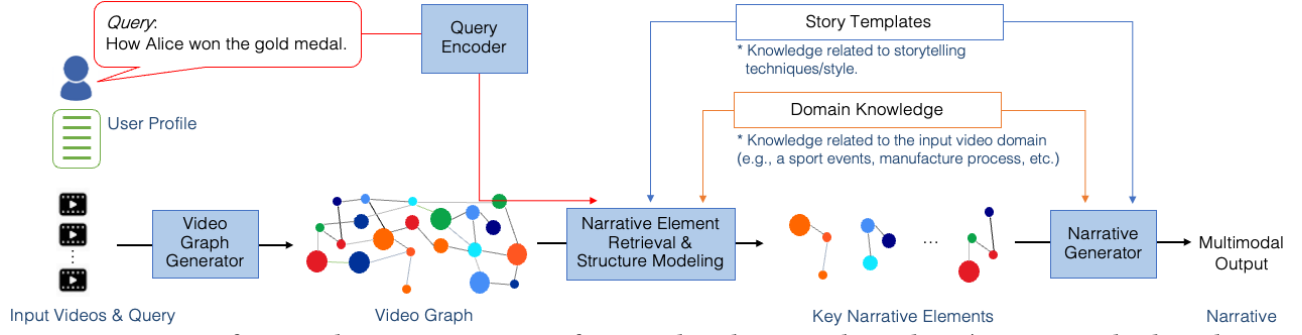 Query:
How Alice won the gold medal.
Query
Encoder
Story Templates
* Knowledge related to storytelling
techniques/style.
User Profile
Domain Knowledge
* Knowledge related to the input video domain
(e.g., a sport events, manufacture process, etc.)
Video
Graph
Generator
Narrative Element
Retrieval &
Structure Modeling
...
Narrative
Generator
Multimodal
Output
Input Videos & Query
Video Graph
Key Narrative Elements
Narrative